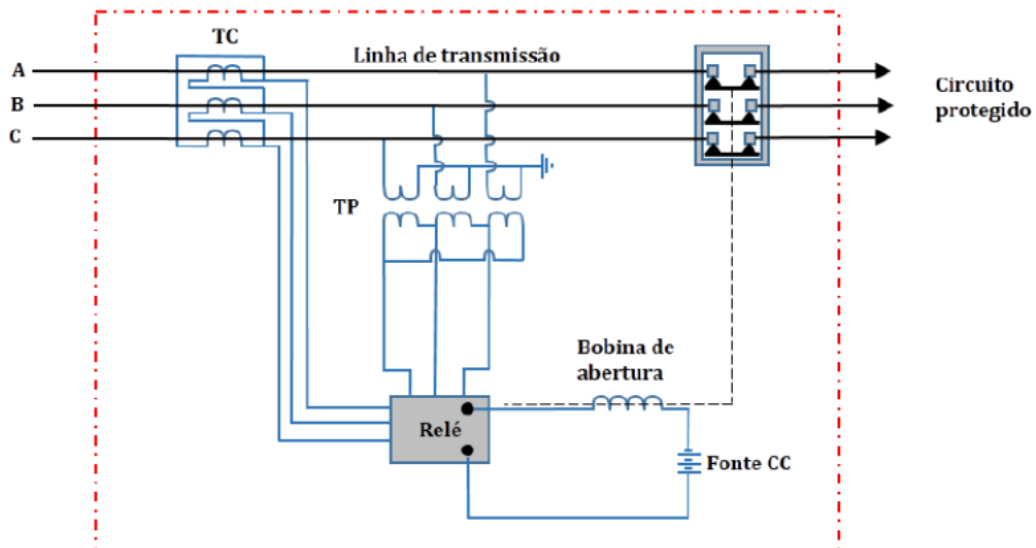 TC
Linha de transmissão
A
B
C
Circuito
protegido
TP
Bobina de
abertura
Relé
Fonte CC